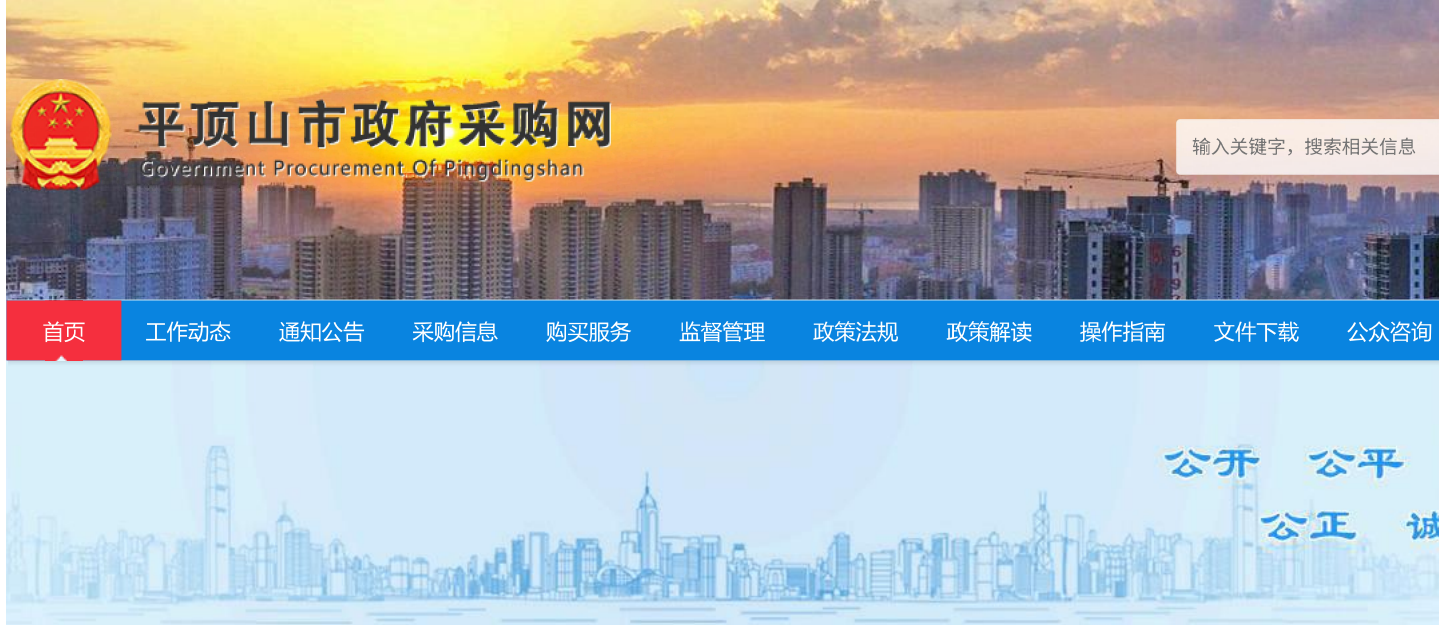 平顶山市政府采购网
Government Procurement Of Pingdingshan
输入关键字，搜索相关信息
首页 工作动态 通知公告 采购信息 购买服务 监督管理 政策法规 政策解读 操作指南 文件下载 公众咨询
公开 公平
公正 诚